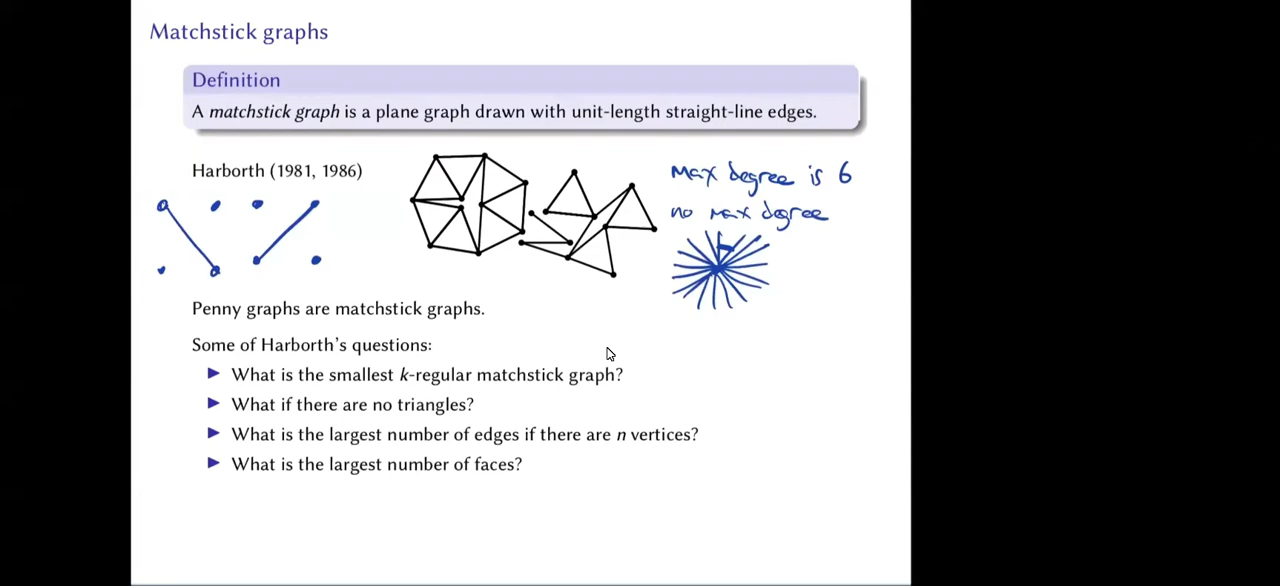 Matchstick graphs
Definition
A matchstick graph is a plane graph drawn with unit-length straight-line edges.
Harborth (1981, 1986)
Max degree is 6
no max degree
Penny graphs are matchstick graphs.
Some of Harborth's questions:
▶ What is the smallest k-regular matchstick graph?
▶ What if there are no triangles?
▶ What is the largest number of edges if there are n vertices?
▶ What is the largest number of faces?